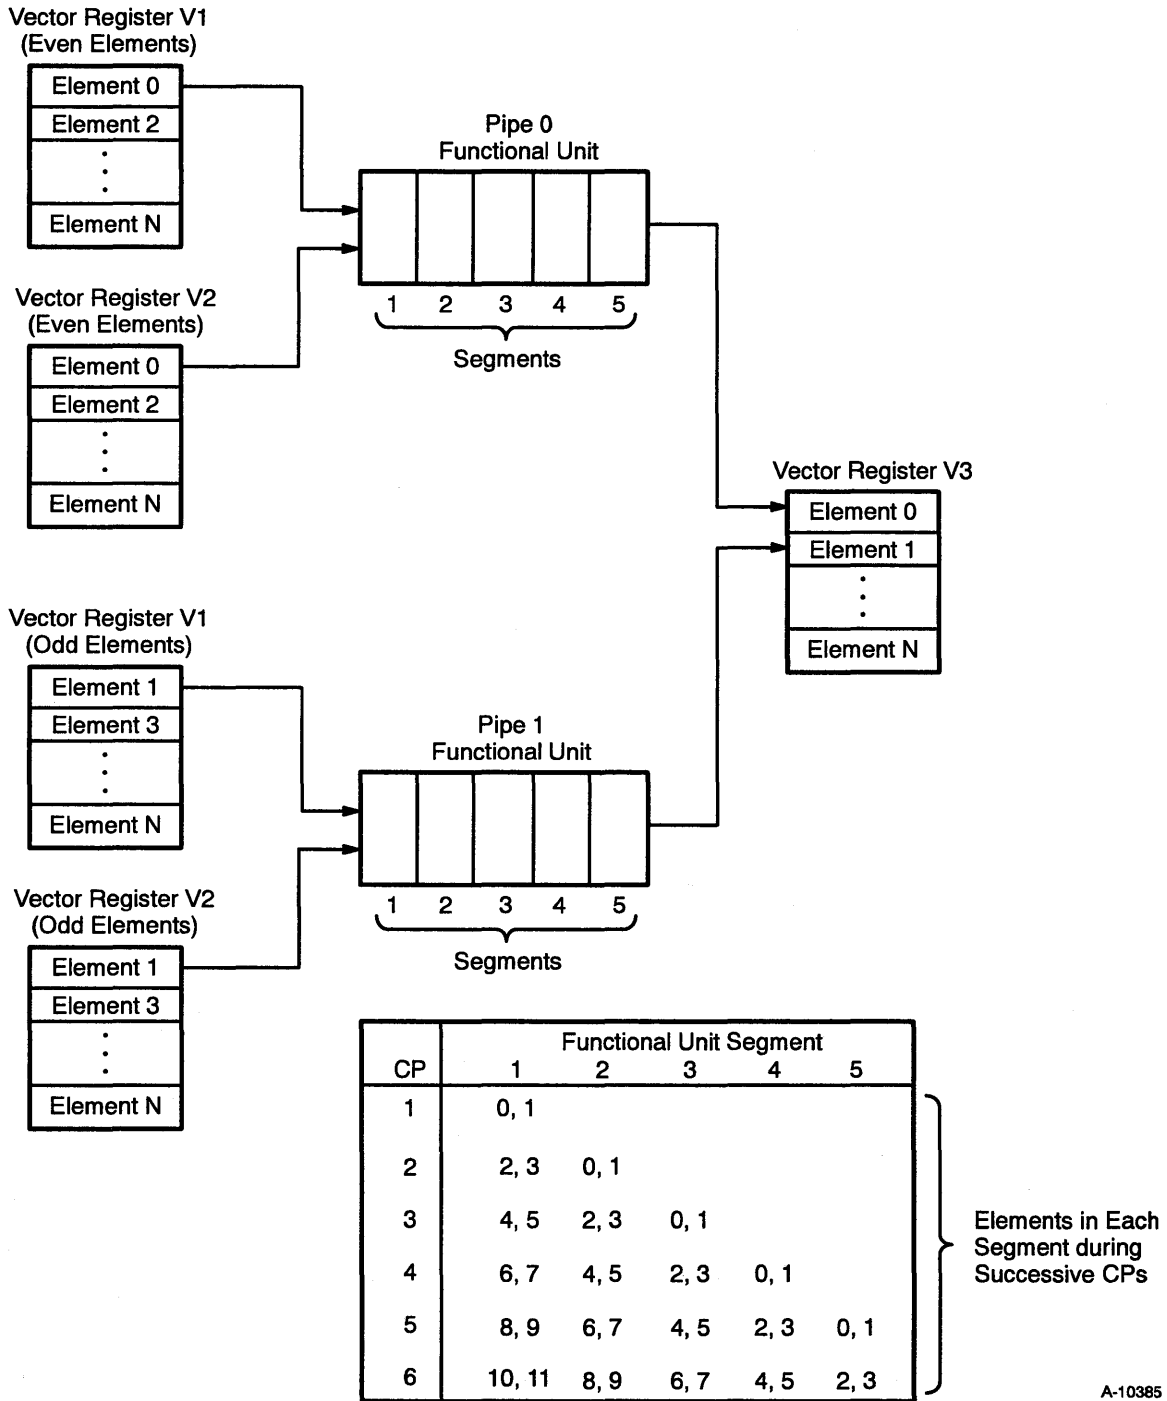 Vector Register V1
(Even Elements)
Element 0
Element 2
Element N
Pipe 0
Functional Unit
1 2 3 4 5
Segments
Vector Register V2
(Even Elements)
Element 0
Element 2
Element N
Vector Register V3
Element 0
Element 1
Element N
Vector Register V1
(Odd Elements)
Element 1
Element 3
Element N
Pipe 1
Functional Unit
1 2 3 4 5
Segments
Vector Register V2
(Odd Elements)
Element 1
Element 3
Element N
Functional Unit Segment
CP 1 2 3 4 5
1 0, 1
2 2, 3 0, 1
3 4, 5 2, 3 0, 1
4 6, 7 4, 5 2, 3 0, 1
5 8, 9 6, 7 4, 5 2, 3 0, 1
6 10, 11 8, 9 6, 7 4, 5 2, 3
Elements in Each
Segment during
Successive CPs
A-10385